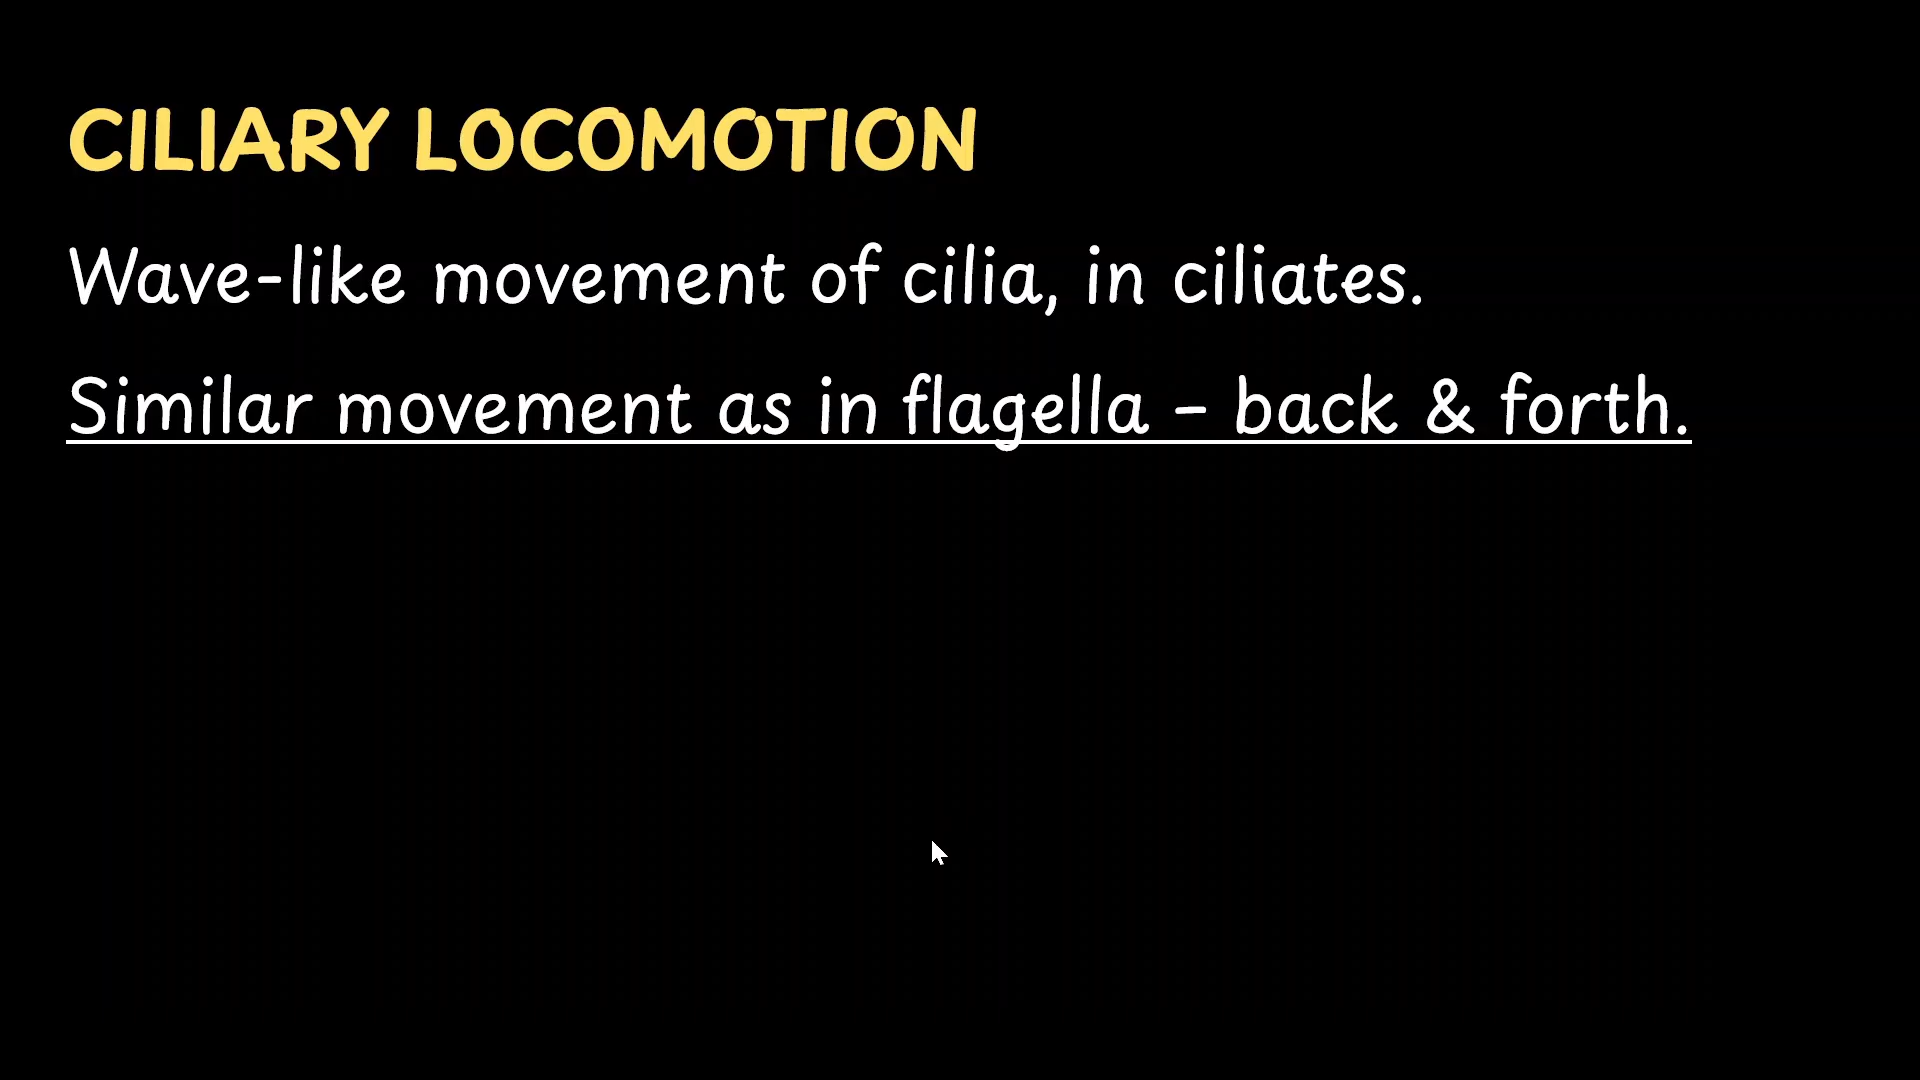 CILIARY LOCOMOTION
Wave-like movement of cilia, in ciliates.
Similar movement as in flagella - back & forth.